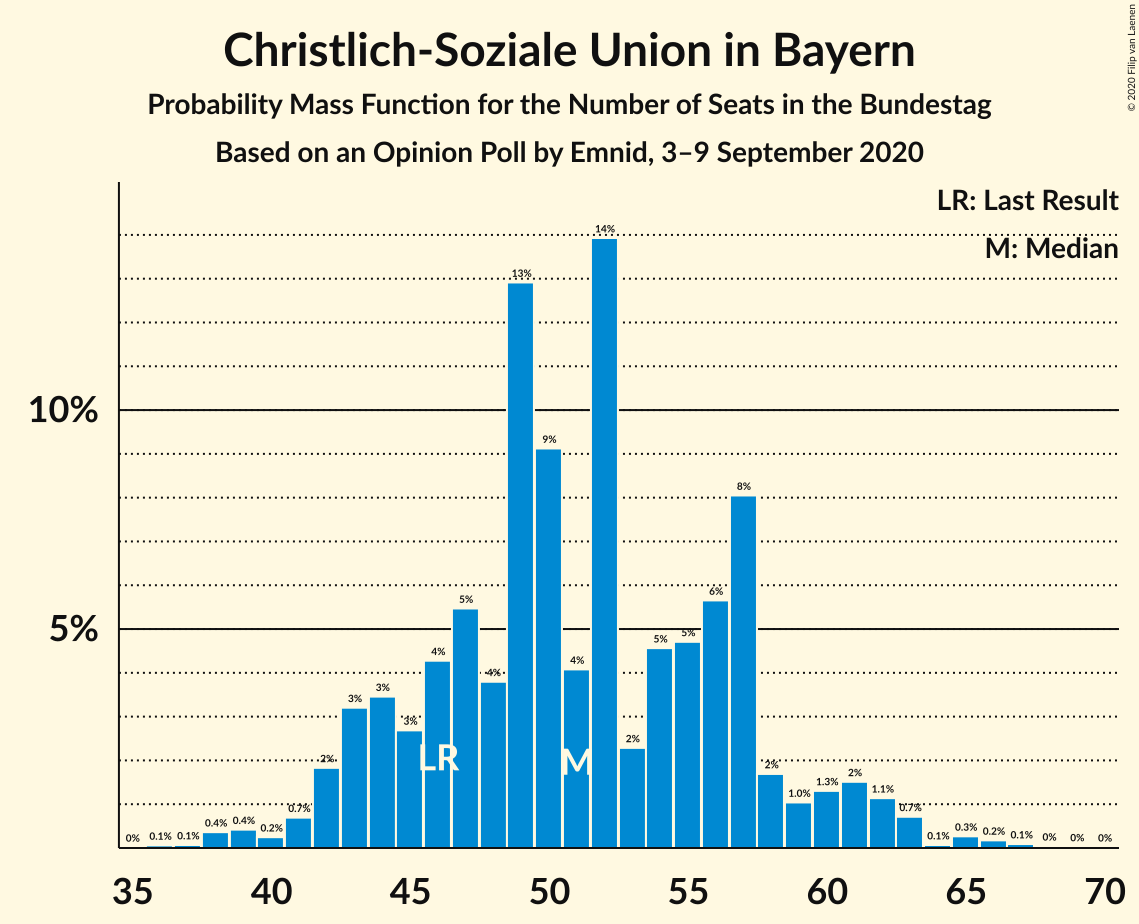 Christlich-Soziale Union in Bayern
Probability Mass Function for the Number of Seats in the Bundestag
Based on an Opinion Poll by Emnid, 3–9 September 2020
© 2020 Filip van Laenen
LR: Last Result
M: Median
10%
5%
0% 0.1% 0.1% 0.4% 0.4% 0.2% 0.7% 2% 3% 3% 3% 4% 5% 4% 13% 9% 4% 14% 2% 5% 5% 6% 8% 2% 1.0% 1.3% 2% 1.1% 0.7% 0.1% 0.3% 0.2% 0.1% 0% 0% 0%
LR M
35 40 45 50 55 60 65 70